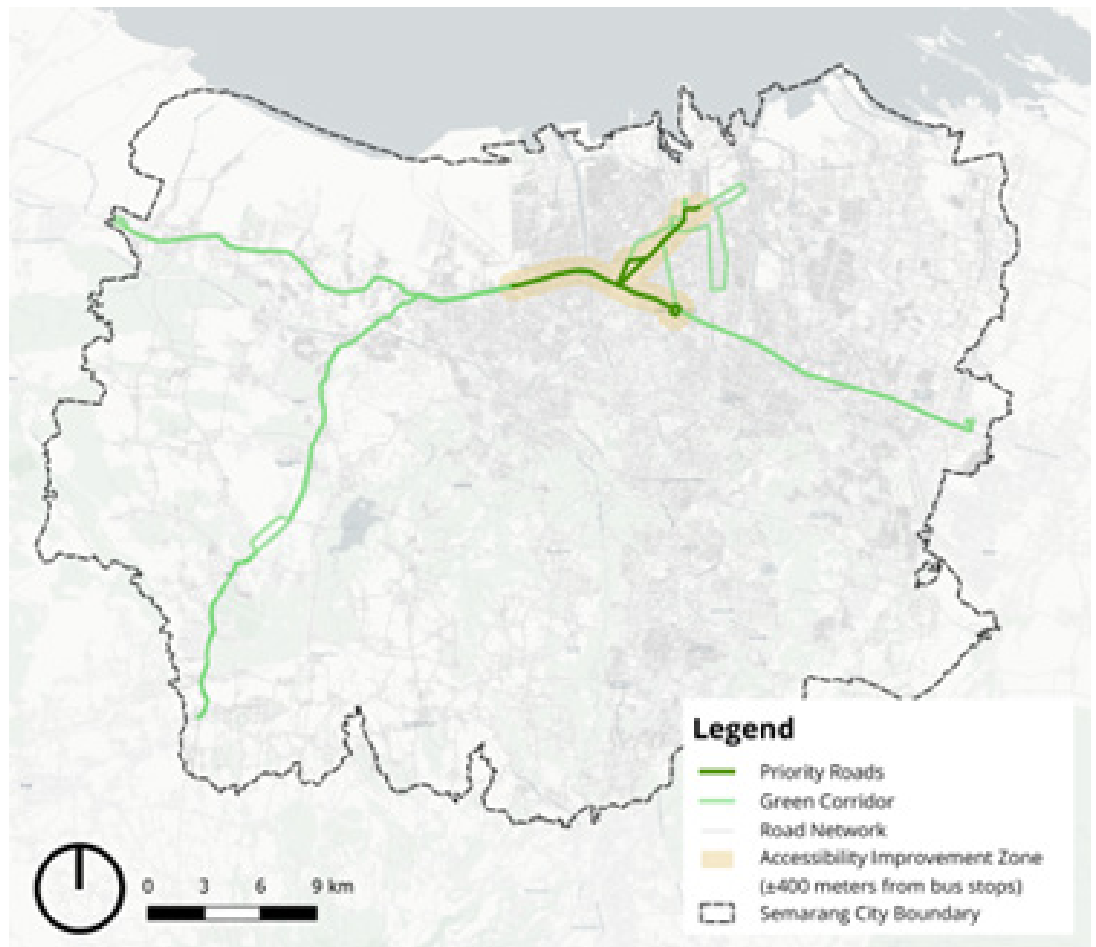 Legend
Priority Roads
Green Corridor
Road Network
Accessibility Improvement Zone
(±400 meters from bus stops)
Semarang City Boundary
0 3 6 9 km